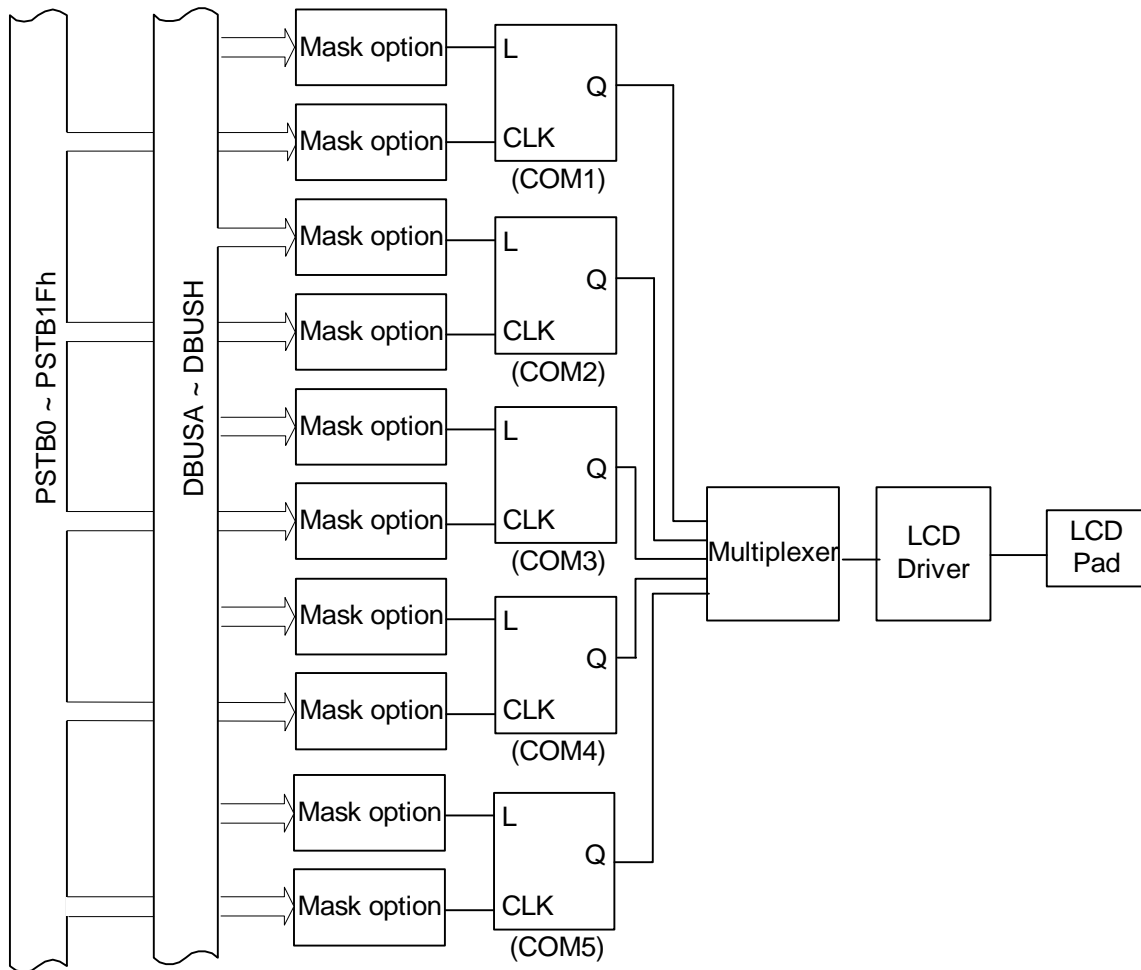 PSTB0 ~ PSTB1Fh
DBUSA ~ DBUSH
Mask option
L
Q
Mask option
CLK
(COM1)
Mask option
L
Q
Mask option
CLK
(COM2)
Mask option
L
Q
Mask option
CLK
(COM3)
Mask option
L
Q
Mask option
CLK
(COM4)
Mask option
L
Q
Mask option
CLK
(COM5)
Multiplexer
LCD
Driver
LCD
Pad